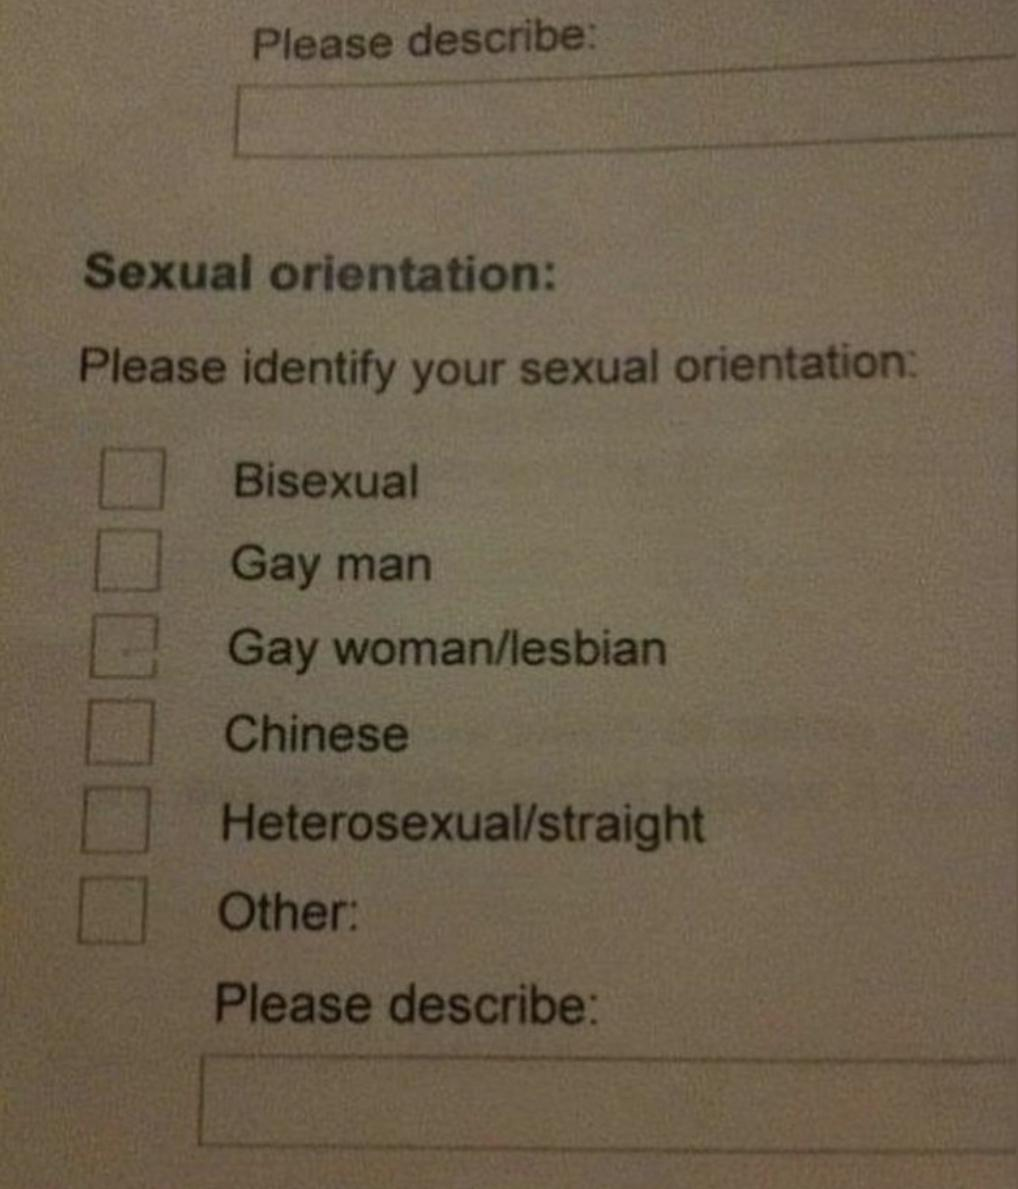 Please describe:
Sexual orientation:
Please identify your sexual orientation:
Bisexual
Gay man
Gay woman/lesbian
Chinese
Heterosexual/straight
Other:
Please describe: